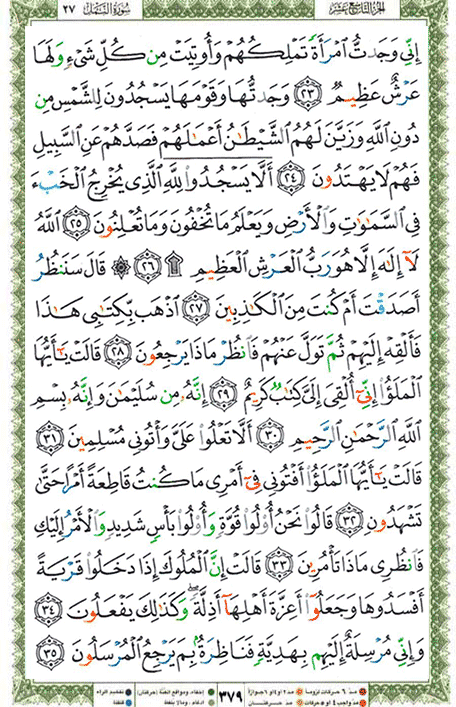 ٢٧ سورة النمل الجزء التاسع عشر
إِنِّي وَجَدتُّ ٱمْرَأَةً تَمْلِكُهُمْ وَأُوتِيَتْ مِن كُلِّ شَىْءٍ وَلَهَا
عَرْشٌ عَظِيمٌ ٢٣ وَجَدتُّهَا وَقَوْمَهَا يَسْجُدُونَ لِلشَّمْسِ مِن
دُونِ ٱللَّهِ وَزَيَّنَ لَهُمُ ٱلشَّيْطَٰنُ أَعْمَٰلَهُمْ فَصَدَّهُمْ عَنِ ٱلسَّبِيلِ
فَهُمْ لَا يَهْتَدُونَ ٢٤ أَلَّا يَسْجُدُوا۟ لِلَّهِ ٱلَّذِى يُخْرِجُ ٱلْخَبْءَ
فِى ٱلسَّمَٰوَٰتِ وَٱلْأَرْضِ وَيَعْلَمُ مَا تُخْفُونَ وَمَا تُعْلِنُونَ ٢٥ ٱللَّهُ
لَآ إِلَٰهَ إِلَّا هُوَ رَبُّ ٱلْعَرْشِ ٱلْعَظِيمِ ۩ ٢٦ ۞ قَالَ سَنَنظُرُ
أَصَدَقْتَ أَمْ كُنتَ مِنَ ٱلْكَٰذِبِينَ ٢٧ ٱذْهَب بِّكِتَٰبِى هَٰذَا
فَأَلْقِهْ إِلَيْهِمْ ثُمَّ تَوَلَّ عَنْهُمْ فَٱنظُرْ مَاذَا يَرْجِعُونَ ٢٨ قَالَتْ يَٰٓأَيُّهَا
ٱلْمَلَؤُا۟ إِنِّىٓ أُلْقِىَ إِلَىَّ كِتَٰبٌ كَرِيمٌ ٢٩ إِنَّهُۥ مِن سُلَيْمَٰنَ وَإِنَّهُۥ بِسْمِ
ٱللَّهِ ٱلرَّحْمَٰنِ ٱلرَّحِيمِ ٣٠ أَلَّا تَعْلُوا۟ عَلَىَّ وَأْتُونِى مُسْلِمِينَ ٣١
قَالَتْ يَٰٓأَيُّهَا ٱلْمَلَؤُا۟ أَفْتُونِى فِىٓ أَمْرِى مَا كُنتُ قَاطِعَةً أَمْرًا حَتَّىٰ
تَشْهَدُونِ ٣٢ قَالُوا۟ نَحْنُ أُو۟لُوا۟ قُوَّةٍ وَأُو۟لُوا۟ بَأْسٍ شَدِيدٍ وَٱلْأَمْرُ إِلَيْكِ
فَٱنظُرِى مَاذَا تَأْمُرِينَ ٣٣ قَالَتْ إِنَّ ٱلْمُلُوكَ إِذَا دَخَلُوا۟ قَرْيَةً
أَفْسَدُوهَا وَجَعَلُوٓا۟ أَعِزَّةَ أَهْلِهَآ أَذِلَّةً ۖ وَكَذَٰلِكَ يَفْعَلُونَ ٣٤
وَإِنِّى مُرْسِلَةٌ إِلَيْهِم بِهَدِيَّةٍ فَنَاظِرَةٌۢ بِمَ يَرْجِعُ ٱلْمُرْسَلُونَ ٣٥
٣٧٩